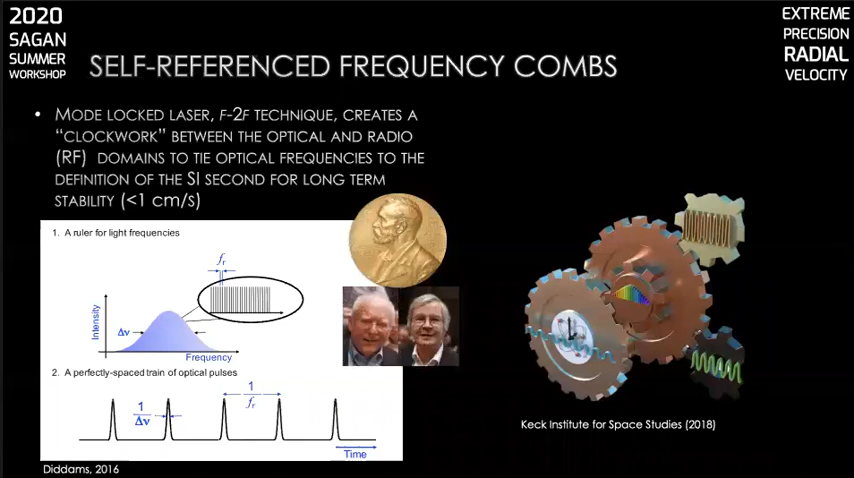 2020
SAGAN
SUMMER
WORKSHOP
EXTREME
PRECISION
RADIAL
VELOCITY
SELF-REFERENCED FREQUENCY COMBS
• MODE LOCKED LASER, F-2F TECHNIQUE, CREATES A
“CLOCKWORK” BETWEEN THE OPTICAL AND RADIO
(RF) DOMAINS TO TIE OPTICAL FREQUENCIES TO THE
DEFINITION OF THE SI SECOND FOR LONG TERM
STABILITY (<1 CM/S)
1. A ruler for light frequencies
fr
Intensity
Δν
Frequency
2. A perfectly-spaced train of optical pulses
1/Δν
1/fr
Time
Diddams, 2016
Keck Institute for Space Studies (2018)